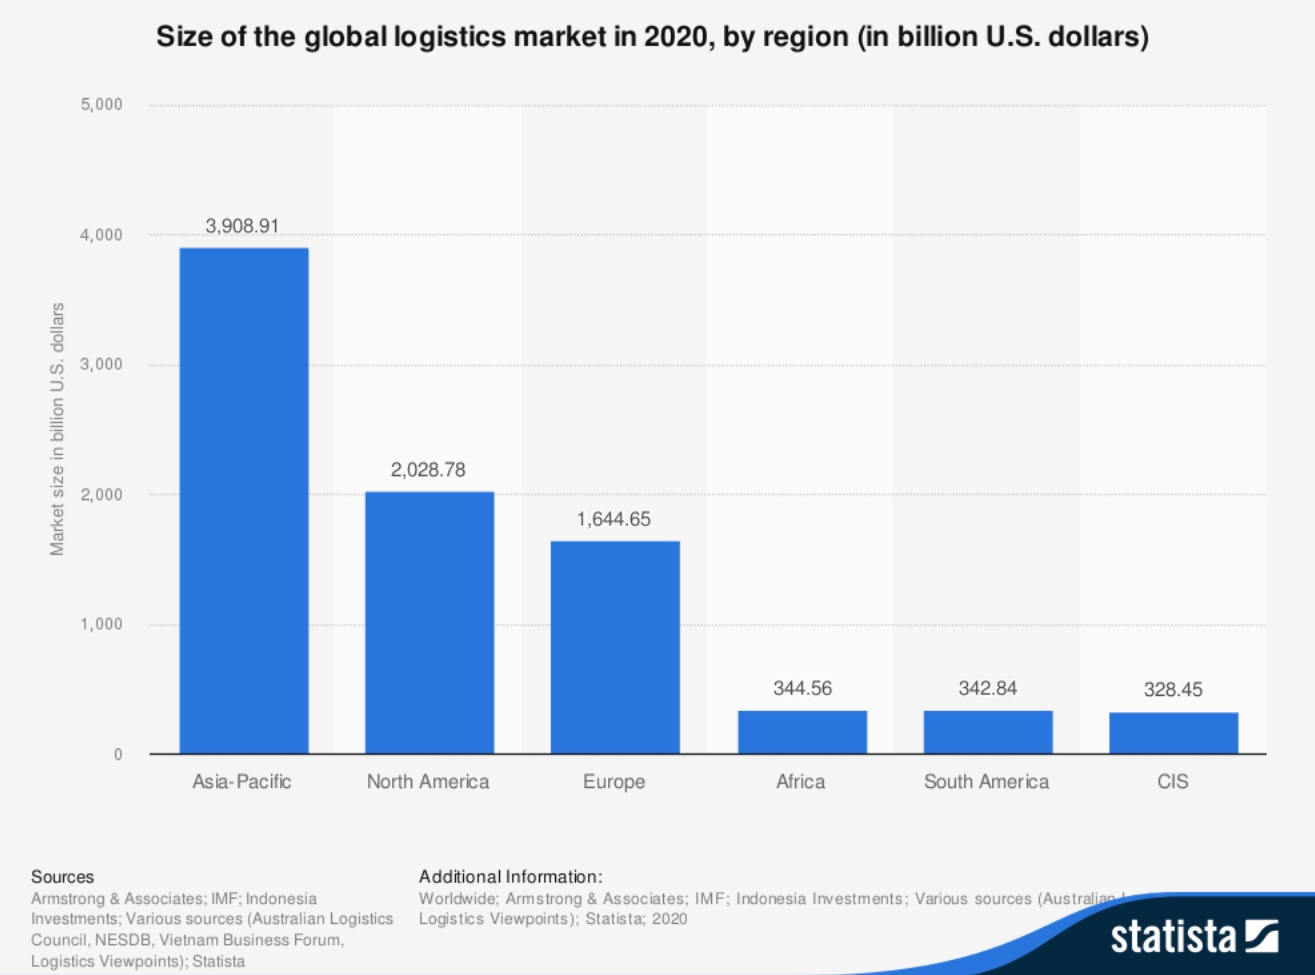 Size of the global logistics market in 2020, by region (in billion U.S. dollars)
Market size in billion U.S. dollars
5,000
4,000
3,000
2,000
1,000
0
3,908.91
2,028.78
1,644.65
344.56
342.84
328.45
Asia-Pacific
North America
Europe
Africa
South America
CIS
Sources
Armstrong & Associates; IMF; Indonesia
Investments; Various sources (Australian Logistics
Council, NESDB, Vietnam Business Forum,
Logistics Viewpoints); Statista
Additional Information:
Worldwide; Armstrong & Associates; IMF; Indonesia Investments; Various sources (Australian
Logistics Viewpoints); Statista; 2020
statista